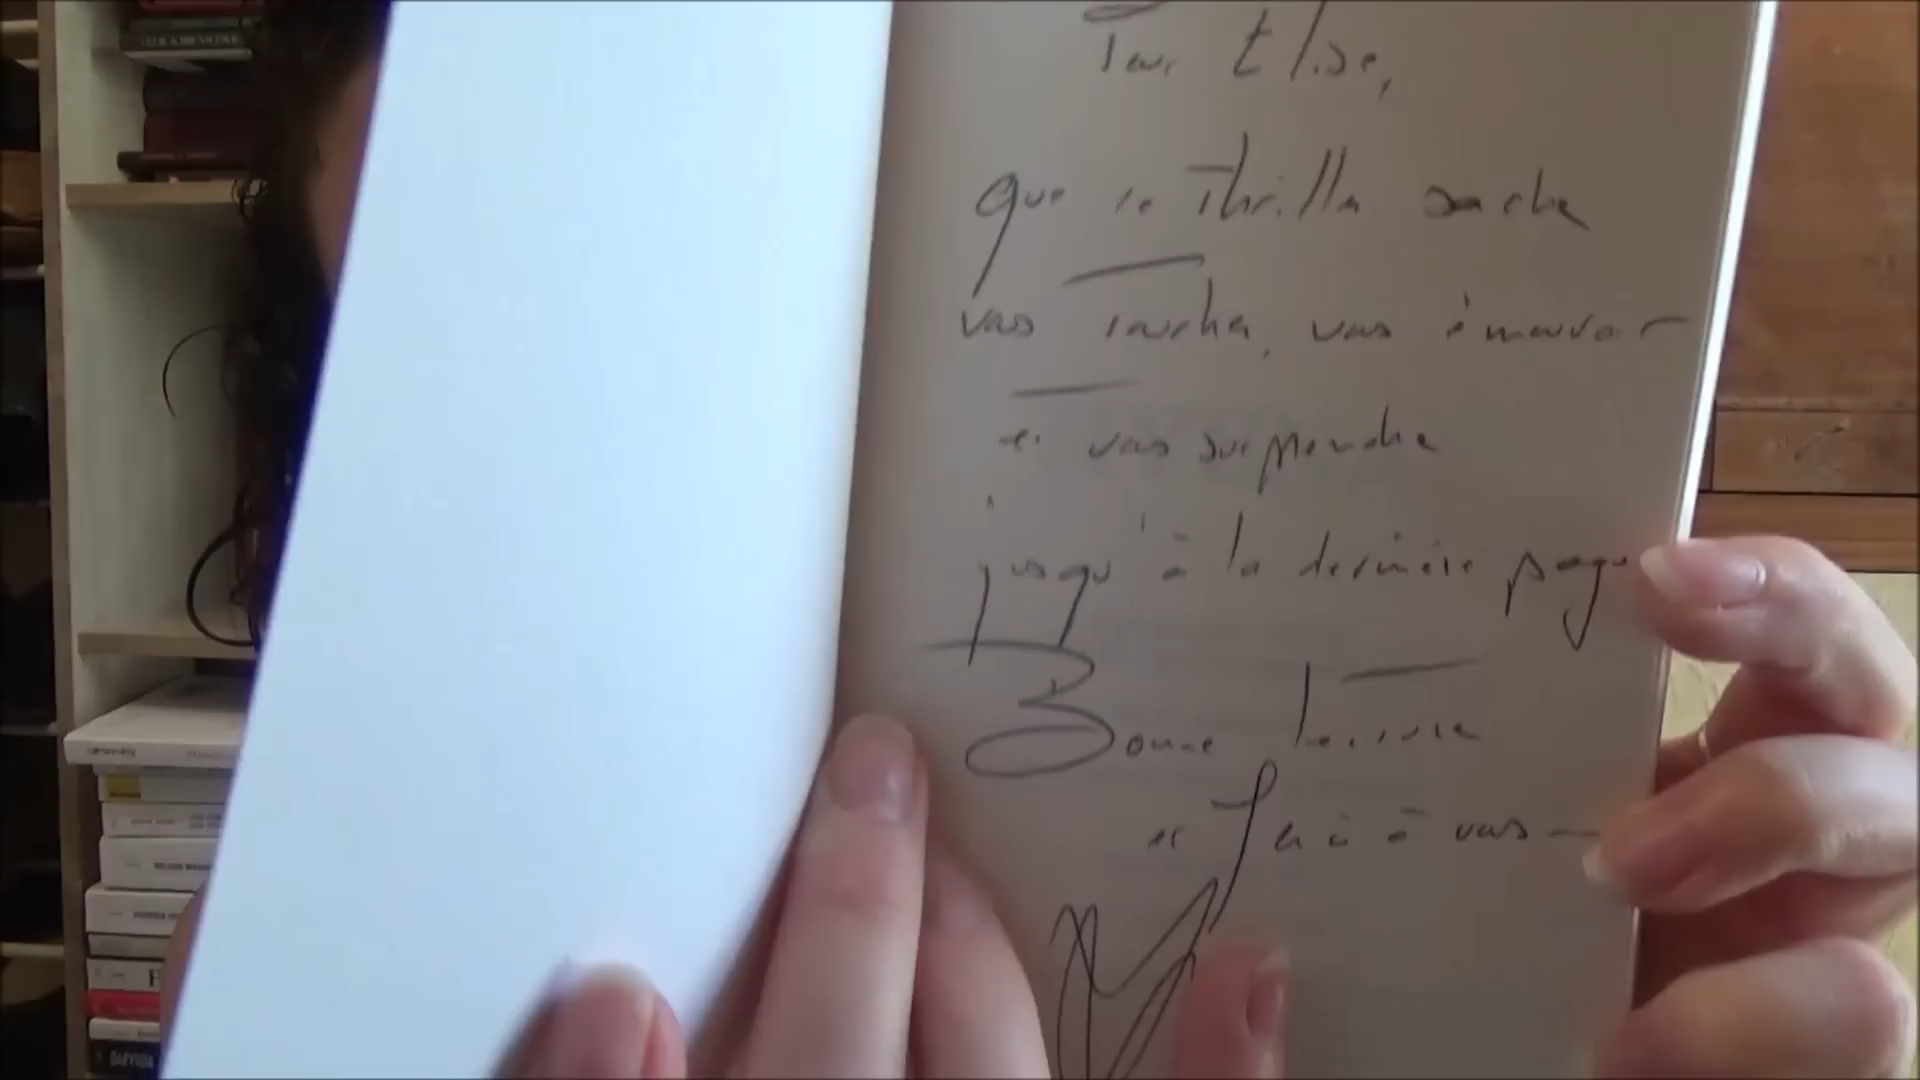 Pour Elise,
que ce Thriller sache
vous toucher, vous émouvoir
et vous surprendre
jusqu'à la dernière page
Bonne lecture
et à vous